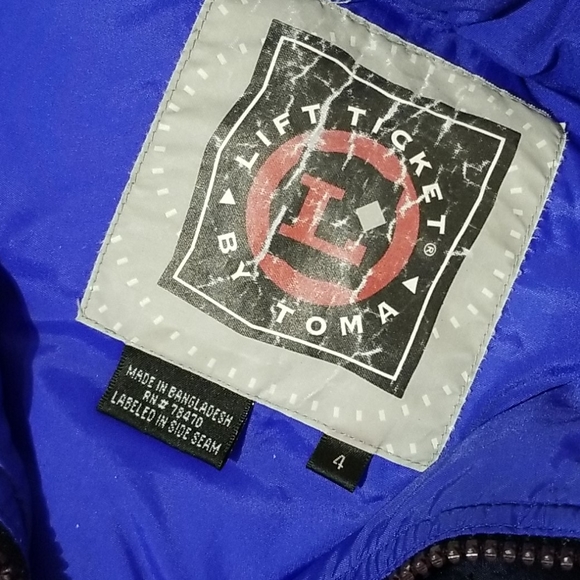 LIFT TICKET®
L
BY TOMA
MADE IN BANGLADESH
RN# 78470
LABELED IN SIDE SEAM
4